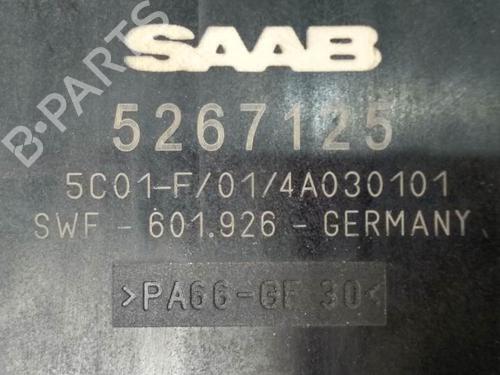 SAAB
5267125
5C01-F/01/4A030101
SWF - 601.926 - GERMANY
>PA66-GF 30<
B-PARTS